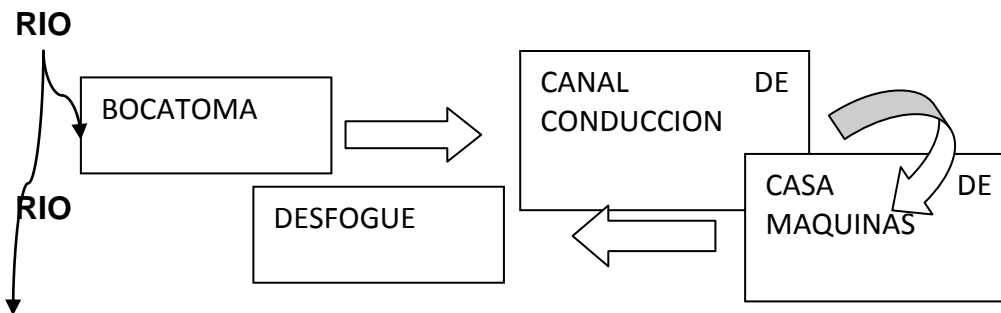 RIO
BOCATOMA
CANAL DE
CONDUCCION
CASA DE
MAQUINAS
RIO
DESFOGUE